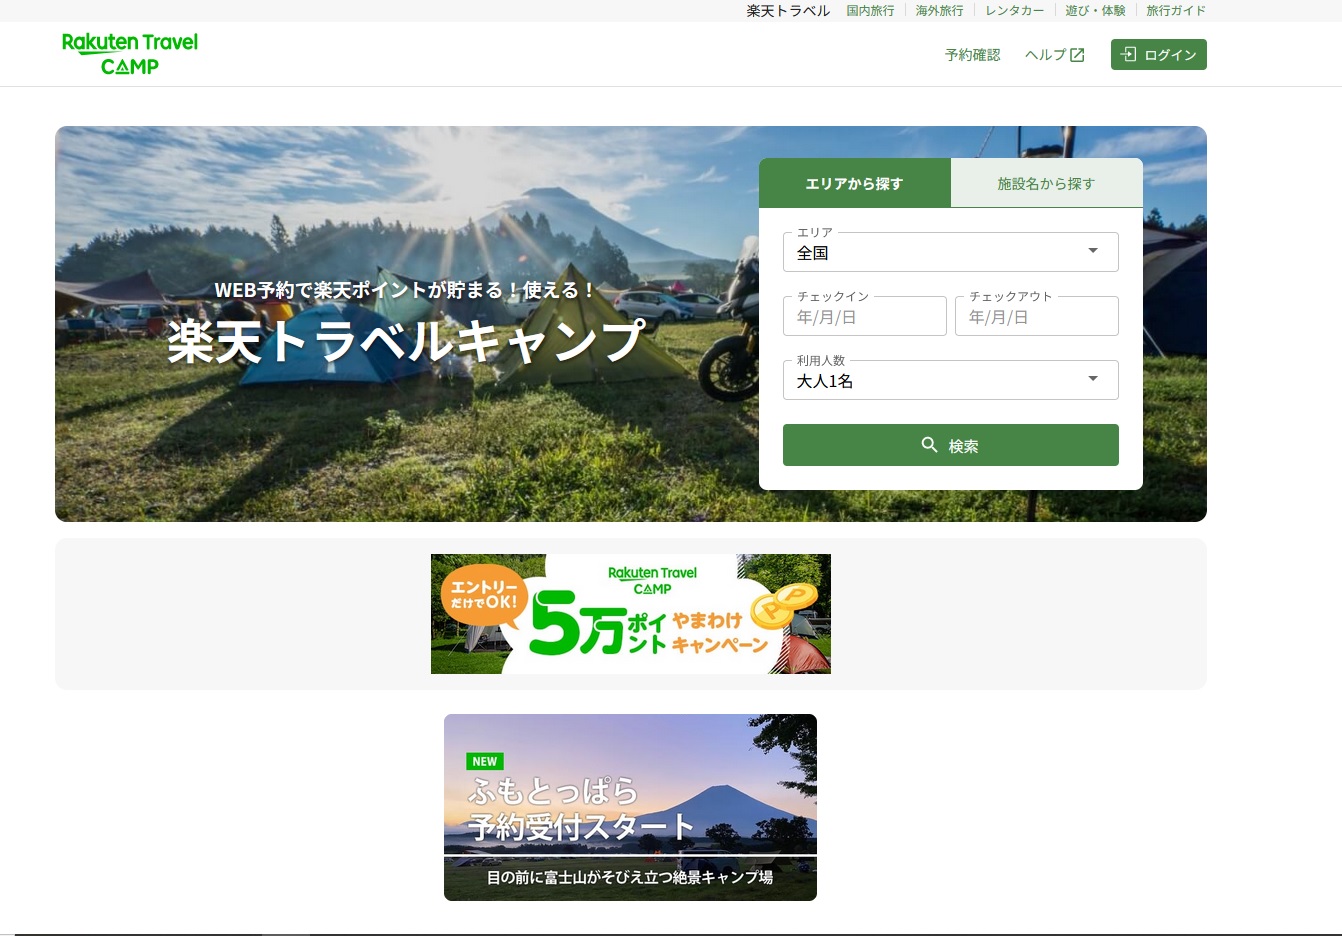 楽天トラベル 国内旅行 海外旅行 レンタカー 遊び・体験 旅行ガイド
Rakuten Travel
CAMP
予約確認 ヘルプ ログイン
エリアから探す 施設名から探す
エリア
全国
チェックイン チェックアウト
年/月/日 年/月/日
利用人数
大人1名
検索
WEB予約で楽天ポイントが貯まる！使える！
楽天トラベルキャンプ
エントリー
だけでOK!
Rakuten Travel
CAMP
5万ポイント
やまわけ
キャンペーン
P P
NEW
ふもとっぱら
予約受付スタート
目の前に富士山がそびえ立つ絶景キャンプ場